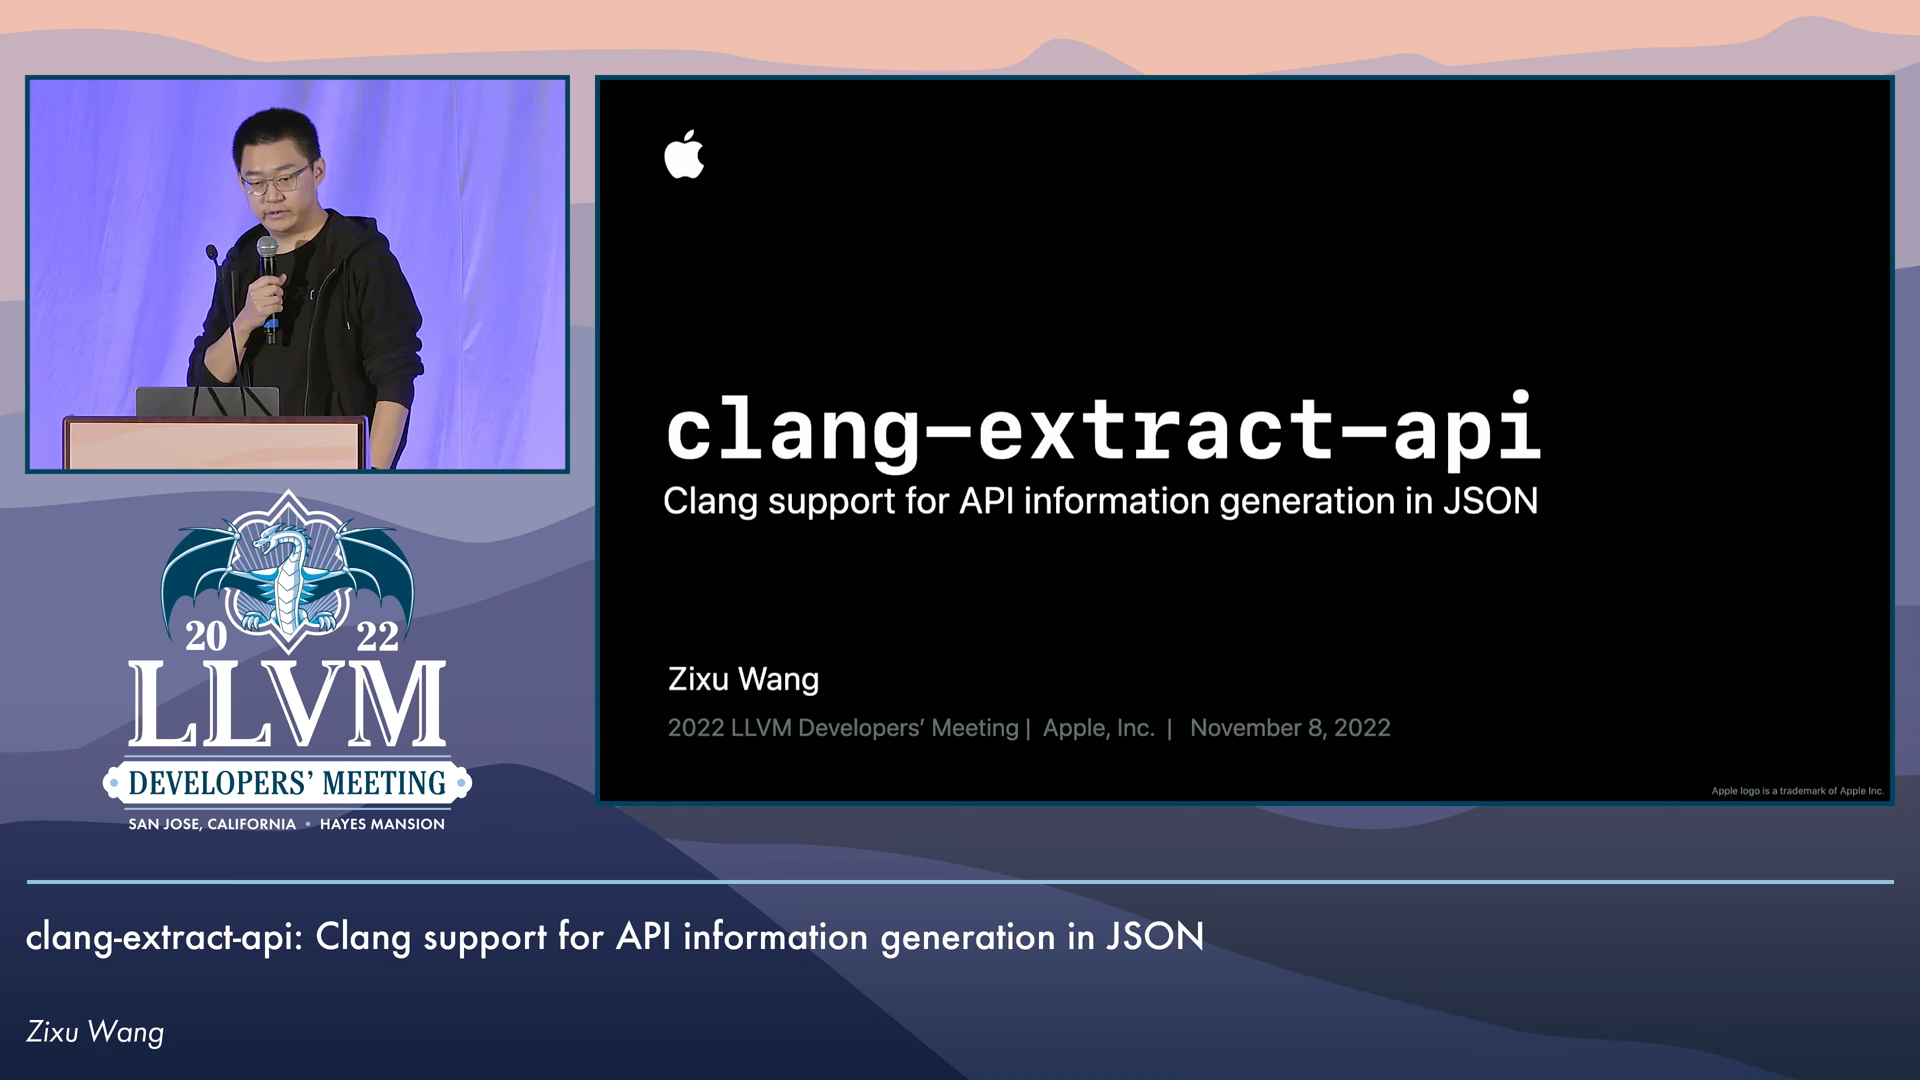 clang-extract-api
Clang support for API information generation in JSON
Zixu Wang
2022 LLVM Developers’ Meeting | Apple, Inc. | November 8, 2022
Apple logo is a trademark of Apple Inc.
20 22
LLVM
DEVELOPERS’ MEETING
SAN JOSE, CALIFORNIA • HAYES MANSION
clang-extract-api: Clang support for API information generation in JSON
Zixu Wang